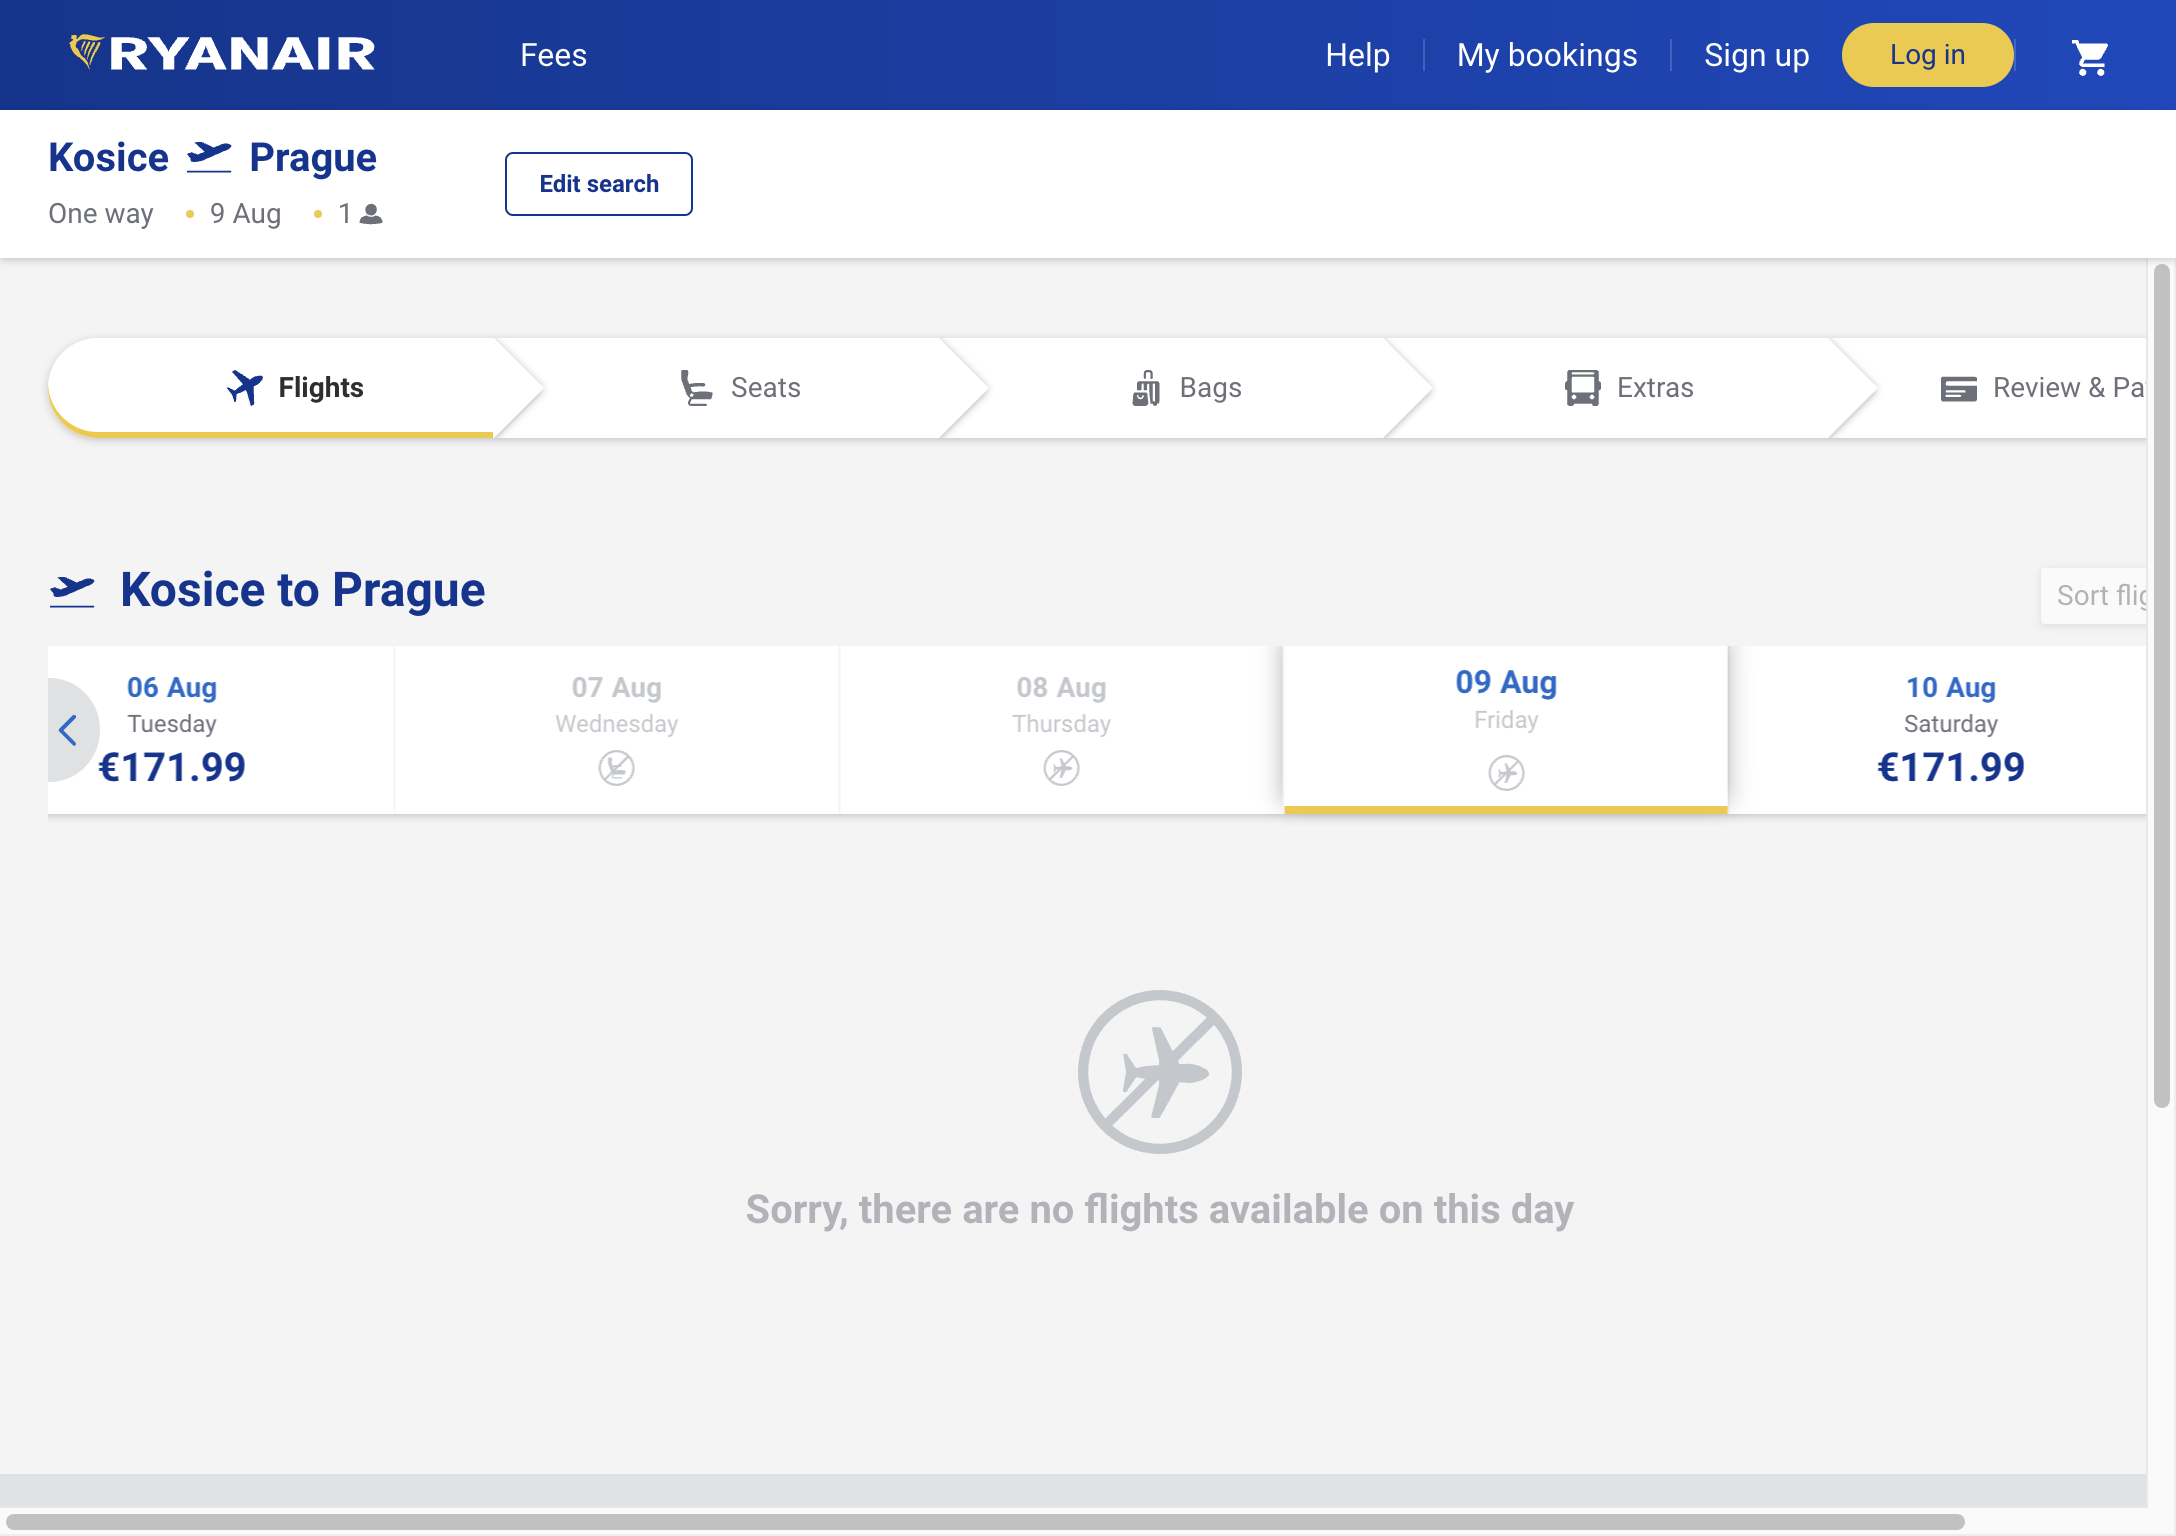 RYANAIR
Fees
Help
My bookings
Sign up
Log in
Kosice Prague
One way • 9 Aug • 1
Edit search
Flights
Seats
Bags
Extras
Review & Pa
Kosice to Prague
Sort flig
06 Aug
Tuesday
€171.99
07 Aug
Wednesday
08 Aug
Thursday
09 Aug
Friday
10 Aug
Saturday
€171.99
Sorry, there are no flights available on this day